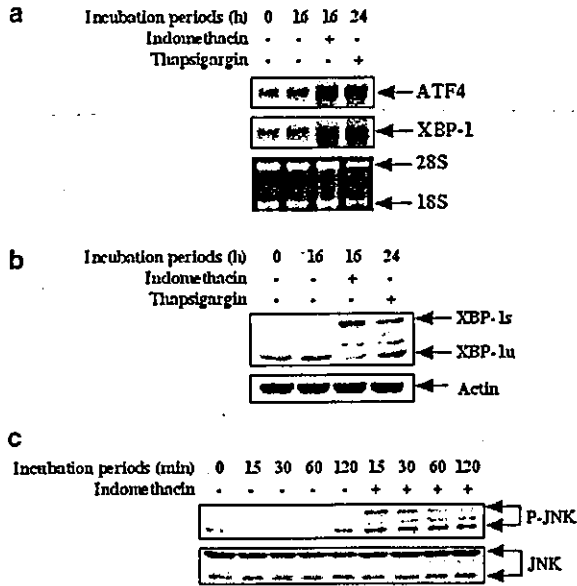 a
Incubation periods (h) 0 16 16 24
Indomethacin - - + -
Thapsigargin - - - +
ATF4
XBP-1
28S
18S
b
Incubation periods (h) 0 16 16 24
Indomethacin - - + -
Thapsigargin - - - +
XBP-1s
XBP-1u
Actin
c
Incubation periods (min) 0 15 30 60 120 15 30 60 120
Indomethacin - - - - - + + + +
P-JNK
JNK